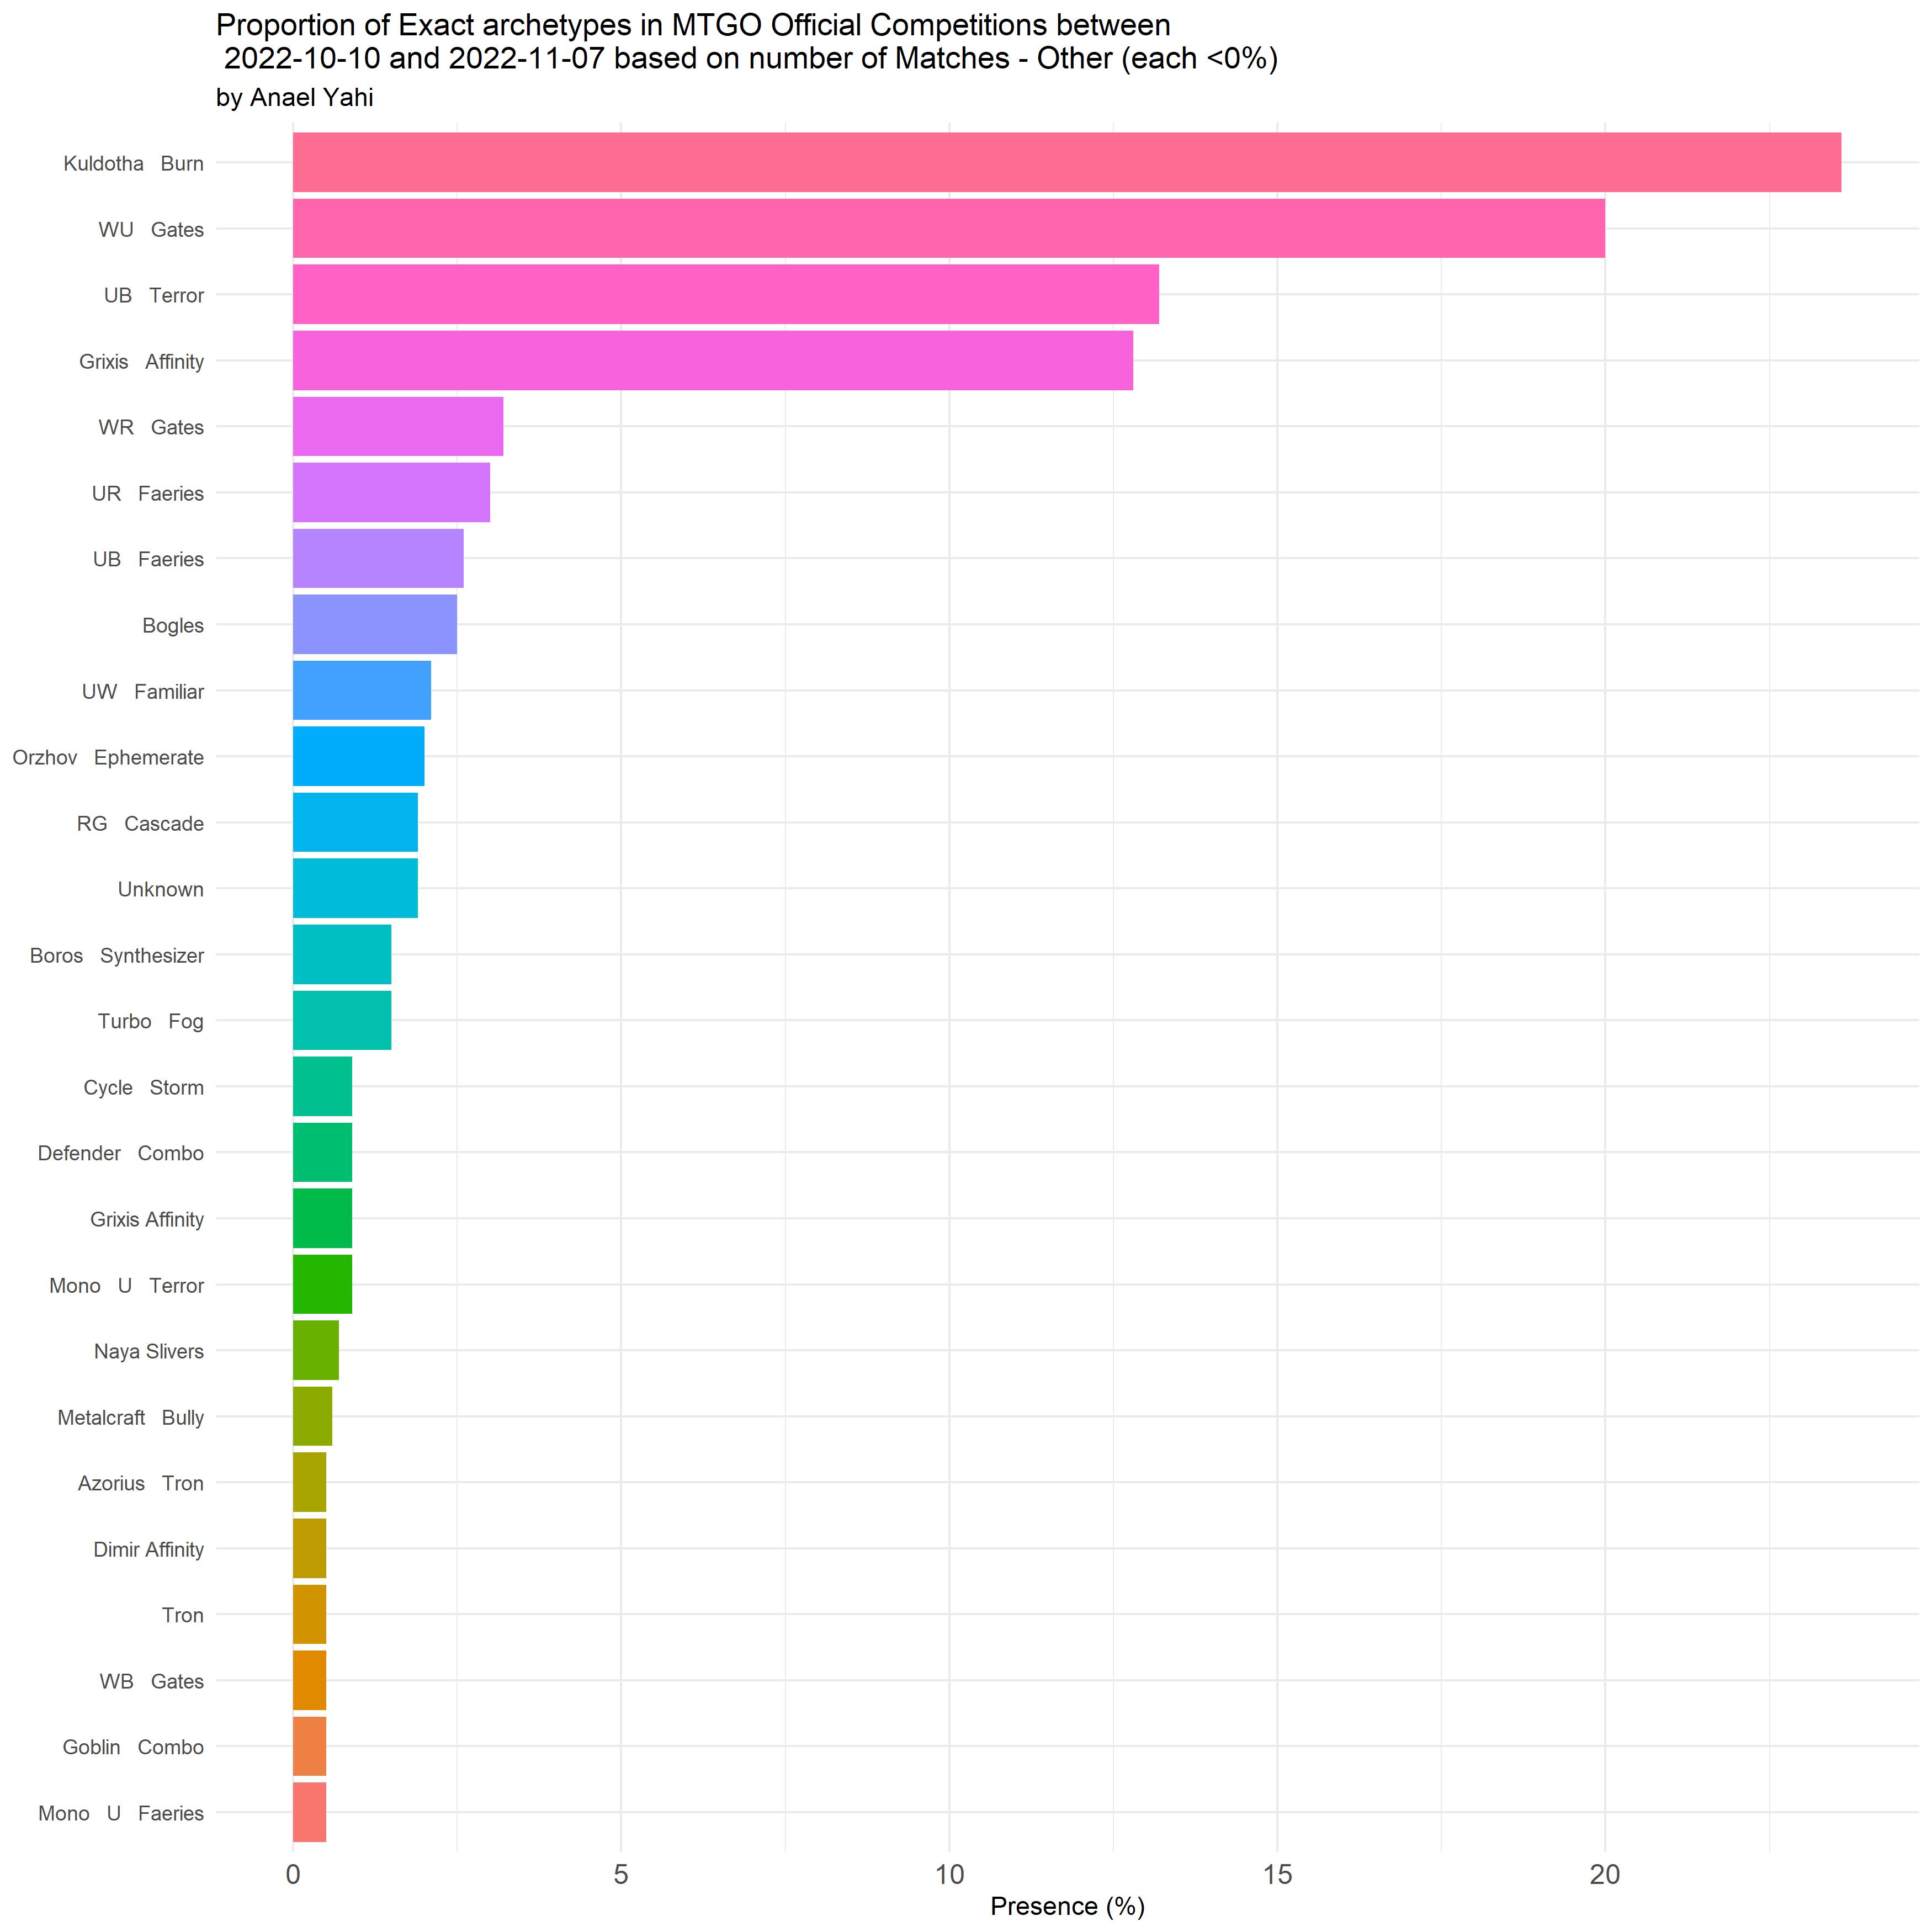 Proportion of Exact archetypes in MTGO Official Competitions between
2022-10-10 and 2022-11-07 based on number of Matches - Other (each <0%)
by Anael Yahi
Kuldotha Burn
WU Gates
UB Terror
Grixis Affinity
WR Gates
UR Faeries
UB Faeries
Bogles
UW Familiar
Orzhov Ephemerate
RG Cascade
Unknown
Boros Synthesizer
Turbo Fog
Cycle Storm
Defender Combo
Grixis Affinity
Mono U Terror
Naya Slivers
Metalcraft Bully
Azorius Tron
Dimir Affinity
Tron
WB Gates
Goblin Combo
Mono U Faeries
0 5 10 15 20
Presence (%)